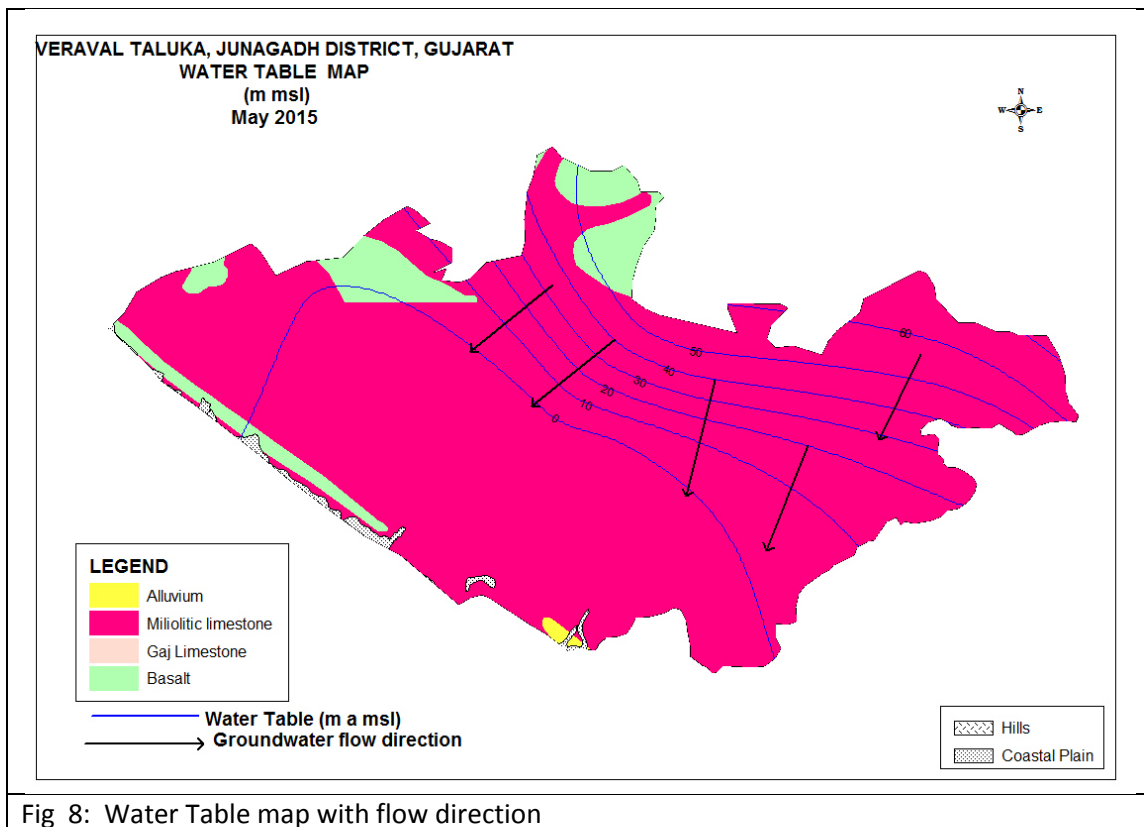 VERAVAL TALUKA, JUNAGADH DISTRICT, GUJARAT
WATER TABLE MAP
(m msl)
May 2015
N
W E
S
60
50
40
30
20
10
0
LEGEND
Alluvium
Miliolitic limestone
Gaj Limestone
Basalt
Water Table (m a msl)
Groundwater flow direction
Hills
Coastal Plain
Fig 8: Water Table map with flow direction